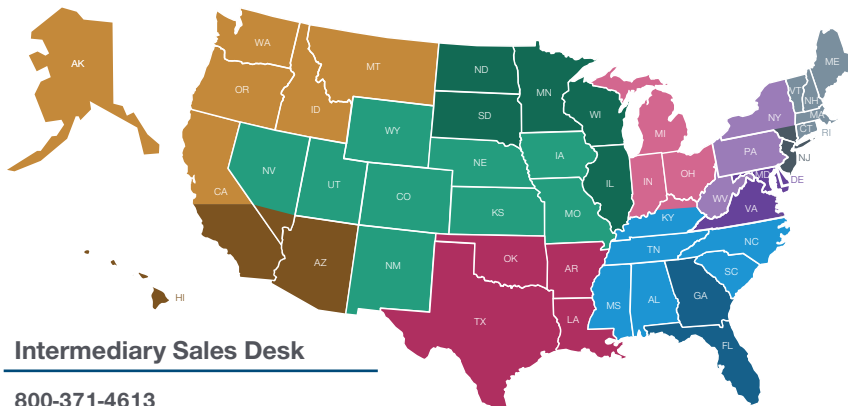 AK
WA
OR
CA
ID
MT
NV
UT
WY
CO
AZ
NM
HI
ND
SD
NE
KS
MN
IA
MO
WI
IL
OK
TX
AR
LA
MI
IN
OH
KY
TN
MS
AL
GA
FL
NC
SC
VA
WV
MD
DE
PA
NY
NJ
VT
NH
ME
MA
CT
RI
Intermediary Sales Desk
800-371-4613